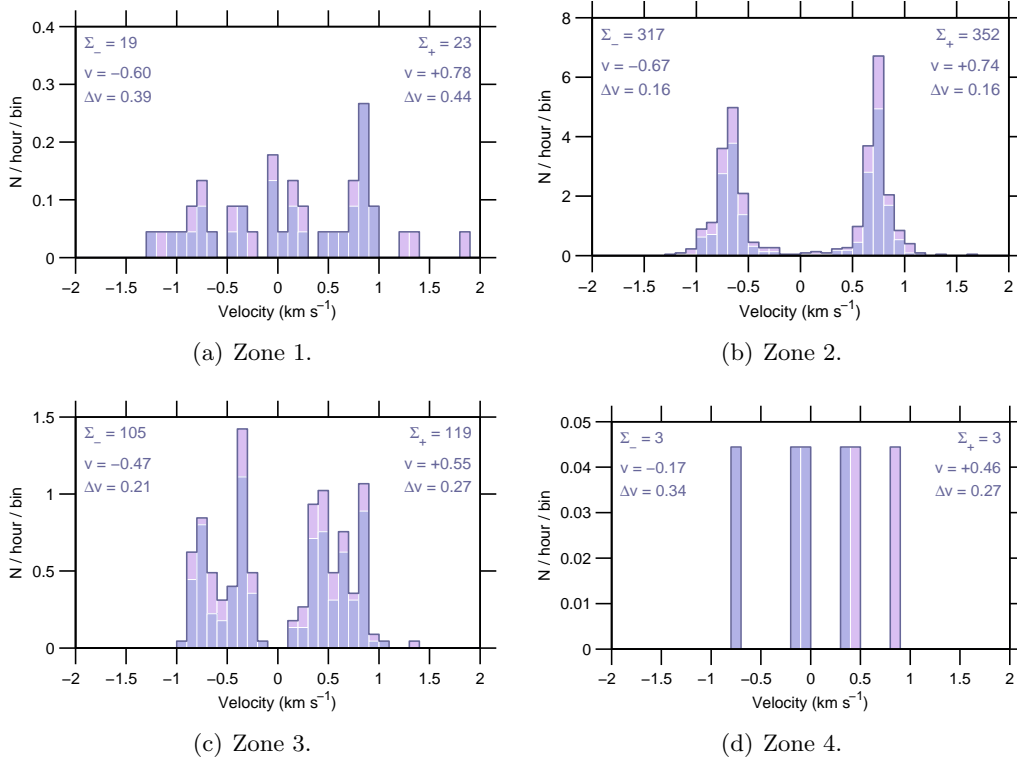 0.4
0.3
0.2
0.1
0
N / hour / bin
Σ₋ = 19
v = −0.60
Δv = 0.39
Σ₊ = 23
v = +0.78
Δv = 0.44
−2 −1.5 −1 −0.5 0 0.5 1 1.5 2
Velocity (km s⁻¹)
(a) Zone 1.
8
6
4
2
0
N / hour / bin
Σ₋ = 317
v = −0.67
Δv = 0.16
Σ₊ = 352
v = +0.74
Δv = 0.16
−2 −1.5 −1 −0.5 0 0.5 1 1.5 2
Velocity (km s⁻¹)
(b) Zone 2.
1.5
1
0.5
0
N / hour / bin
Σ₋ = 105
v = −0.47
Δv = 0.21
Σ₊ = 119
v = +0.55
Δv = 0.27
−2 −1.5 −1 −0.5 0 0.5 1 1.5 2
Velocity (km s⁻¹)
(c) Zone 3.
0.05
0.04
0.03
0.02
0.01
0
N / hour / bin
Σ₋ = 3
v = −0.17
Δv = 0.34
Σ₊ = 3
v = +0.46
Δv = 0.27
−2 −1.5 −1 −0.5 0 0.5 1 1.5 2
Velocity (km s⁻¹)
(d) Zone 4.